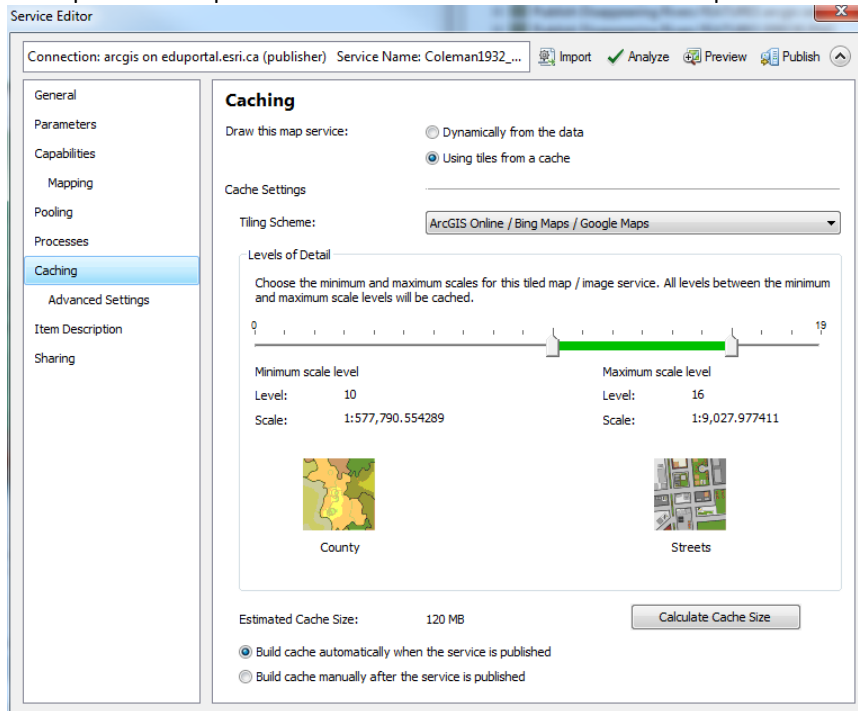 Service Editor
X
Connection: arcgis on eduportal.esri.ca (publisher) Service Name: Coleman1932_... Import Analyze Preview Publish
General
Parameters
Capabilities
Mapping
Pooling
Processes
Caching
Advanced Settings
Item Description
Sharing
Caching
Draw this map service:
Dynamically from the data
Using tiles from a cache
Cache Settings
Tiling Scheme: ArcGIS Online / Bing Maps / Google Maps
Levels of Detail
Choose the minimum and maximum scales for this tiled map / image service. All levels between the minimum
and maximum scale levels will be cached.
0 19
Minimum scale level Maximum scale level
Level: 10 Level: 16
Scale: 1:577,790.554289 Scale: 1:9,027.977411
County Streets
Estimated Cache Size: 120 MB Calculate Cache Size
Build cache automatically when the service is published
Build cache manually after the service is published